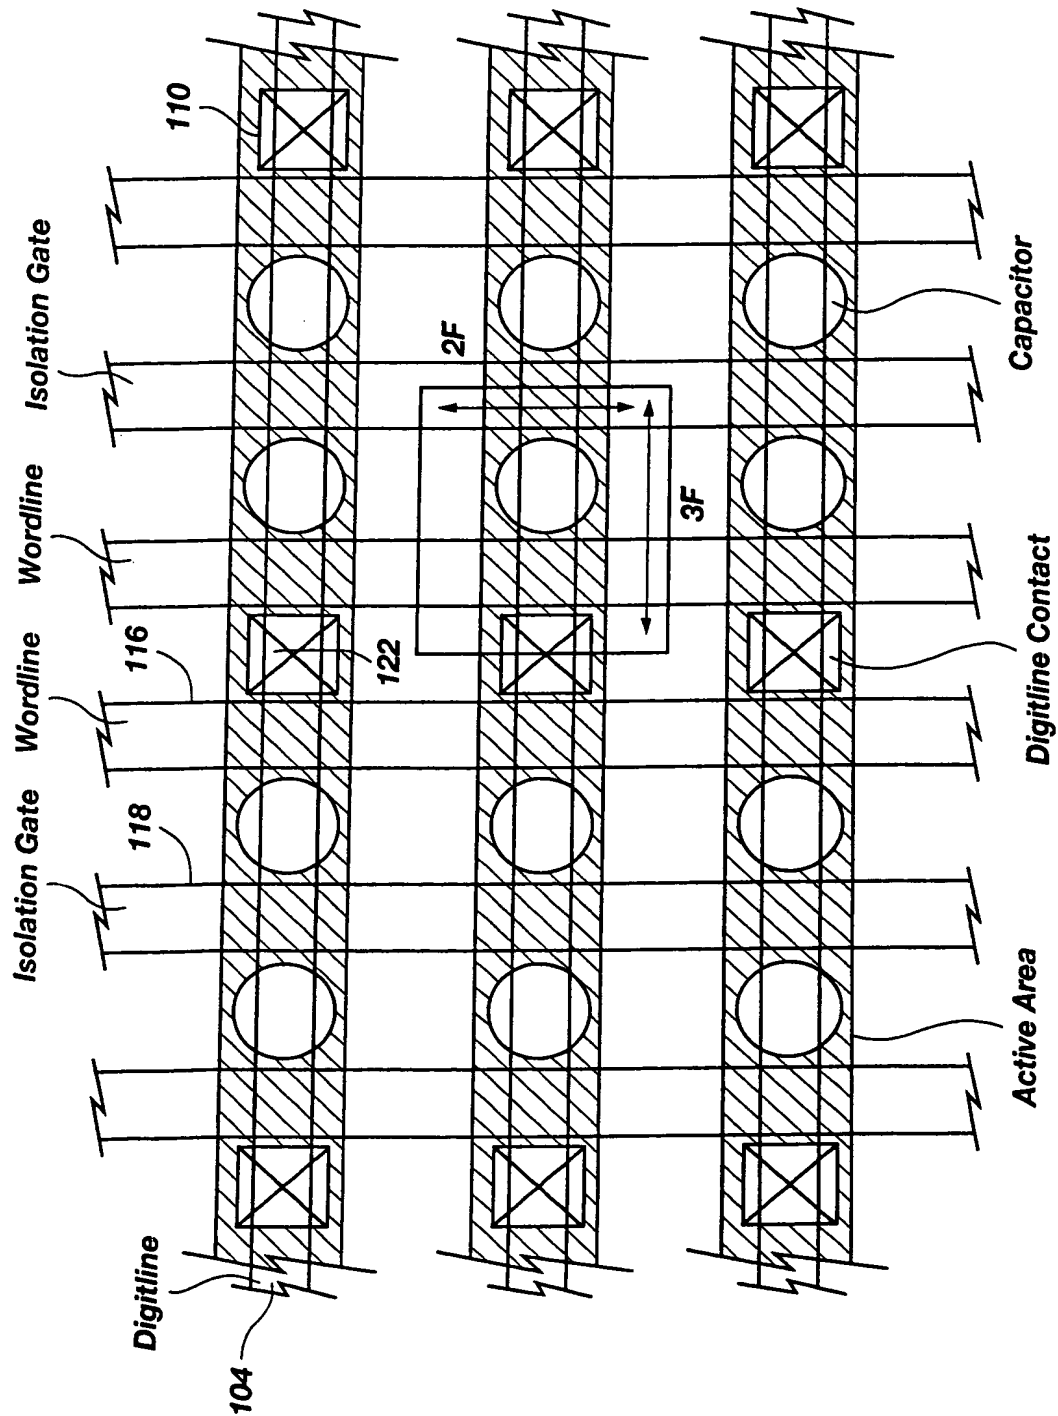 Isolation Gate
Wordline
Wordline
Isolation Gate
110
116
118
2F
3F
122
Digitline
104
Capacitor
Digitline Contact
Active Area